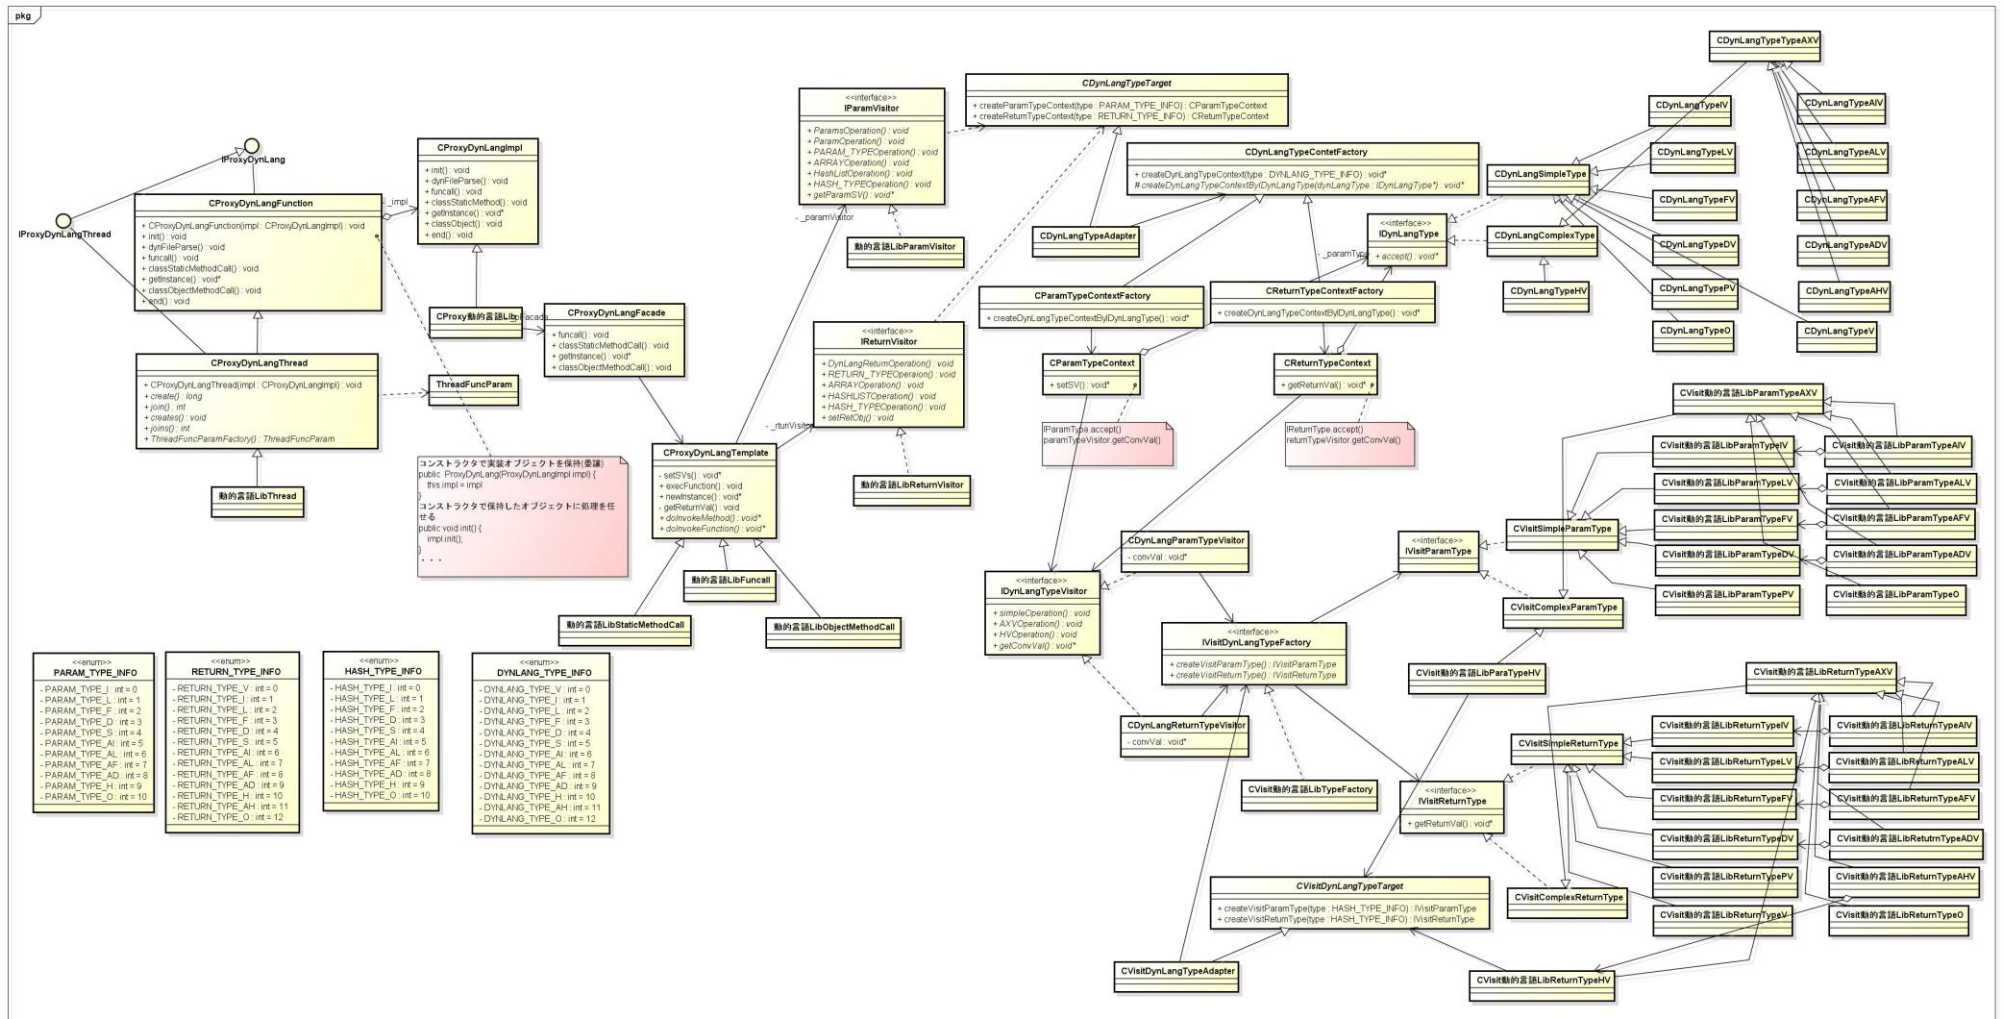 pkg
IProxyDynLang
IProxyDynLangThread
CProxyDynLangFunction
+ CProxyDynLangFunction(impl : CProxyDynLangImpl) : void
+ init() : void
+ dynFileParse() : void
+ funcall() : void
+ classStaticMethodCall() : void
+ getInstance() : void*
+ classObjectMethodCall() : void
+ end() : void
_impl
CProxyDynLangImpl
+ init() : void
+ dynFileParse() : void
+ funcall() : void
+ classStaticMethod() : void
+ getInstance() : void*
+ classObject() : void
+ end() : void
CProxy動的言語Lib
CProxyDynLangFacade
+ funcall() : void
+ classStaticMethodCall() : void
+ getInstance() : void*
+ classObjectMethodCall() : void
CProxyDynLangThread
+ CProxyDynLangThread(impl : CProxyDynLangImpl) : void
+ create() : long
+ join() : int
+ creates() : void
+ joins() : int
+ ThreadFuncParamFactory() : ThreadFuncParam
ThreadFuncParam
動的言語LibThread
コンストラクタで実装オブジェクトを保持(委譲)
public ProxyDynLang(ProxyDynLangImpl impl) {
this.impl = impl
}
コンストラクタで保持したオブジェクトに処理を任
せる
public void init() {
impl.init();
}
・・・
CProxyDynLangTemplate
- setSVs() : void*
+ execFunction() : void
+ newInstance() : void*
- getReturnVal() : void
+ doInvokeMethod() : void*
+ doInvokeFunction() : void*
動的言語LibFuncall
動的言語LibStaticMethodCall
動的言語LibObjectMethodCall
<<interface>>
IParamVisitor
+ ParamsOperation() : void
+ ParamOperation() : void
+ PARAM_TYPEOperation() : void
+ ARRAYOperation() : void
+ HashListOperation() : void
+ HASH_TYPEOperation() : void
+ getParamSV() : void*
- _paramVisitor
動的言語LibParamVisitor
<<interface>>
IReturnVisitor
+ DynLangReturnOperation() : void
+ RETURN_TYPEOperation() : void
+ ARRAYOperation() : void
+ HASHLISTOperation() : void
+ HASH_TYPEOperation() : void
+ setRetObj() : void
- _rtunVisitor
動的言語LibReturnVisitor
CDynLangTypeTarget
+ createParamTypeContext(type : PARAM_TYPE_INFO) : CParamTypeContext
+ createReturnTypeContext(type : RETURN_TYPE_INFO) : CReturnTypeContext
CDynLangTypeAdapter
CDynLangTypeContetFactory
+ createDynLangTypeContext(type : DYNLANG_TYPE_INFO) : void*
# createDynLangTypeContextByIDynLangType(dynLangType : IDynLangType*) : void*
<<interface>>
IDynLangType
+ accept() : void*
- _paramType
CParamTypeContextFactory
+ createDynLangTypeContextByIDynLangType() : void*
CReturnTypeContextFactory
+ createDynLangTypeContextByIDynLangType() : void*
CParamTypeContext
+ setSV() : void*
CReturnTypeContext
+ getReturnVal() : void*
IParamType.accept()
paramTypeVisitor.getConvVal()
IReturnType.accept()
returnTypeVisitor.getConvVal()
CDynLangSimpleType
CDynLangComplexType
CDynLangTypeHV
CDynLangTypeTypeAXV
CDynLangTypeIV
CDynLangTypeLV
CDynLangTypeFV
CDynLangTypeDV
CDynLangTypePV
CDynLangTypeO
CDynLangTypeAIV
CDynLangTypeALV
CDynLangTypeAFV
CDynLangTypeADV
CDynLangTypeAHV
CDynLangTypeV
CDynLangParamTypeVisitor
- convVal : void*
<<interface>>
IDynLangTypeVisitor
+ simpleOperation() : void
+ AXVOperation() : void
+ HVOperation() : void
+ getConvVal() : void*
CDynLangReturnTypeVisitor
- convVal : void*
<<interface>>
IVisitDynLangTypeFactory
+ createVisitParamType() : IVisitParamType
+ createVisitReturnType() : IVisitReturnType
CVisit動的言語LibTypeFactory
<<interface>>
IVisitParamType
CVisitSimpleParamType
CVisitComplexParamType
CVisit動的言語LibParaTypeHV
CVisit動的言語LibParamTypeAXV
CVisit動的言語LibParamTypeIV
CVisit動的言語LibParamTypeLV
CVisit動的言語LibParamTypeFV
CVisit動的言語LibParamTypeDV
CVisit動的言語LibParamTypePV
CVisit動的言語LibParamTypeAIV
CVisit動的言語LibParamTypeALV
CVisit動的言語LibParamTypeAFV
CVisit動的言語LibParamTypeADV
CVisit動的言語LibParamTypeO
<<interface>>
IVisitReturnType
+ getReturnVal() : void*
CVisitSimpleReturnType
CVisitComplexReturnType
CVisit動的言語LibReturnTypeAXV
CVisit動的言語LibReturnTypeIV
CVisit動的言語LibReturnTypeLV
CVisit動的言語LibReturnTypeFV
CVisit動的言語LibReturnTypeDV
CVisit動的言語LibReturnTypePV
CVisit動的言語LibReturnTypeV
CVisit動的言語LibReturnTypeAIV
CVisit動的言語LibReturnTypeALV
CVisit動的言語LibReturnTypeAFV
CVisit動的言語LibRetutrnTypeADV
CVisit動的言語LibReturnTypeAHV
CVisit動的言語LibReturnTypeO
CVisitDynLangTypeTarget
+ createVisitParamType(type : HASH_TYPE_INFO) : IVisitParamType
+ createVisitReturnType(type : HASH_TYPE_INFO) : IVisitReturnType
CVisitDynLangTypeAdapter
CVisit動的言語LibReturnTypeHV
<<enum>>
PARAM_TYPE_INFO
- PARAM_TYPE_I : int = 0
- PARAM_TYPE_L : int = 1
- PARAM_TYPE_F : int = 2
- PARAM_TYPE_D : int = 3
- PARAM_TYPE_S : int = 4
- PARAM_TYPE_AI : int = 5
- PARAM_TYPE_AL : int = 6
- PARAM_TYPE_AF : int = 7
- PARAM_TYPE_AD : int = 8
- PARAM_TYPE_H : int = 9
- PARAM_TYPE_O : int = 10
<<enum>>
RETURN_TYPE_INFO
- RETURN_TYPE_V : int = 0
- RETURN_TYPE_I : int = 1
- RETURN_TYPE_L : int = 2
- RETURN_TYPE_F : int = 3
- RETURN_TYPE_D : int = 4
- RETURN_TYPE_S : int = 5
- RETURN_TYPE_AI : int = 6
- RETURN_TYPE_AL : int = 7
- RETURN_TYPE_AF : int = 8
- RETURN_TYPE_AD : int = 9
- RETURN_TYPE_H : int = 10
- RETURN_TYPE_AH : int = 11
- RETURN_TYPE_O : int = 12
<<enum>>
HASH_TYPE_INFO
- HASH_TYPE_I : int = 0
- HASH_TYPE_L : int = 1
- HASH_TYPE_F : int = 2
- HASH_TYPE_D : int = 3
- HASH_TYPE_S : int = 4
- HASH_TYPE_AI : int = 5
- HASH_TYPE_AL : int = 6
- HASH_TYPE_AF : int = 7
- HASH_TYPE_AD : int = 8
- HASH_TYPE_H : int = 9
- HASH_TYPE_O : int = 10
<<enum>>
DYNLANG_TYPE_INFO
- DYNLANG_TYPE_V : int = 0
- DYNLANG_TYPE_I : int = 1
- DYNLANG_TYPE_L : int = 2
- DYNLANG_TYPE_F : int = 3
- DYNLANG_TYPE_D : int = 4
- DYNLANG_TYPE_S : int = 5
- DYNLANG_TYPE_AI : int = 6
- DYNLANG_TYPE_AL : int = 7
- DYNLANG_TYPE_AF : int = 8
- DYNLANG_TYPE_AD : int = 9
- DYNLANG_TYPE_H : int = 10
- DYNLANG_TYPE_AH : int = 11
- DYNLANG_TYPE_O : int = 12